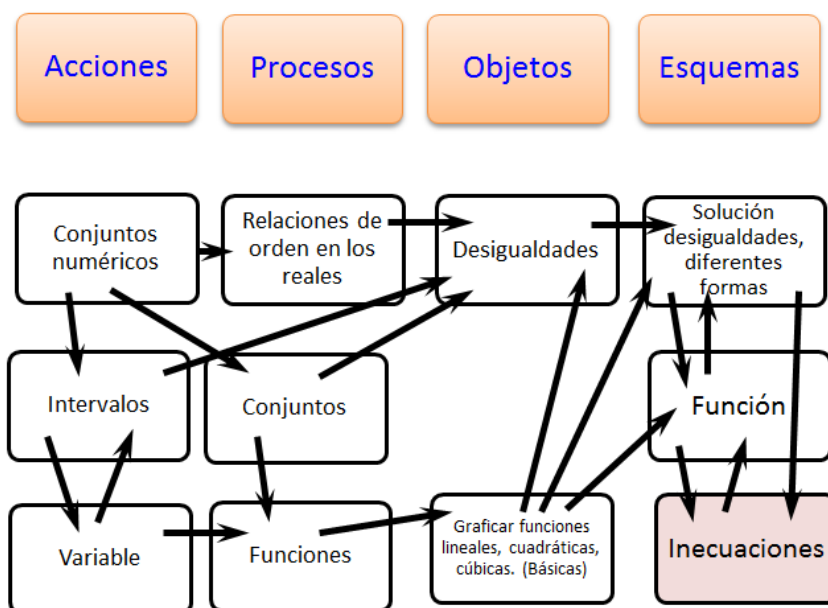 Acciones
Procesos
Objetos
Esquemas
Conjuntos
numéricos
Relaciones de
orden en los
reales
Desigualdades
Solución
desigualdades,
diferentes
formas
Intervalos
Conjuntos
Función
Variable
Funciones
Graficar funciones
lineales, cuadráticas,
cúbicas. (Básicas)
Inecuaciones